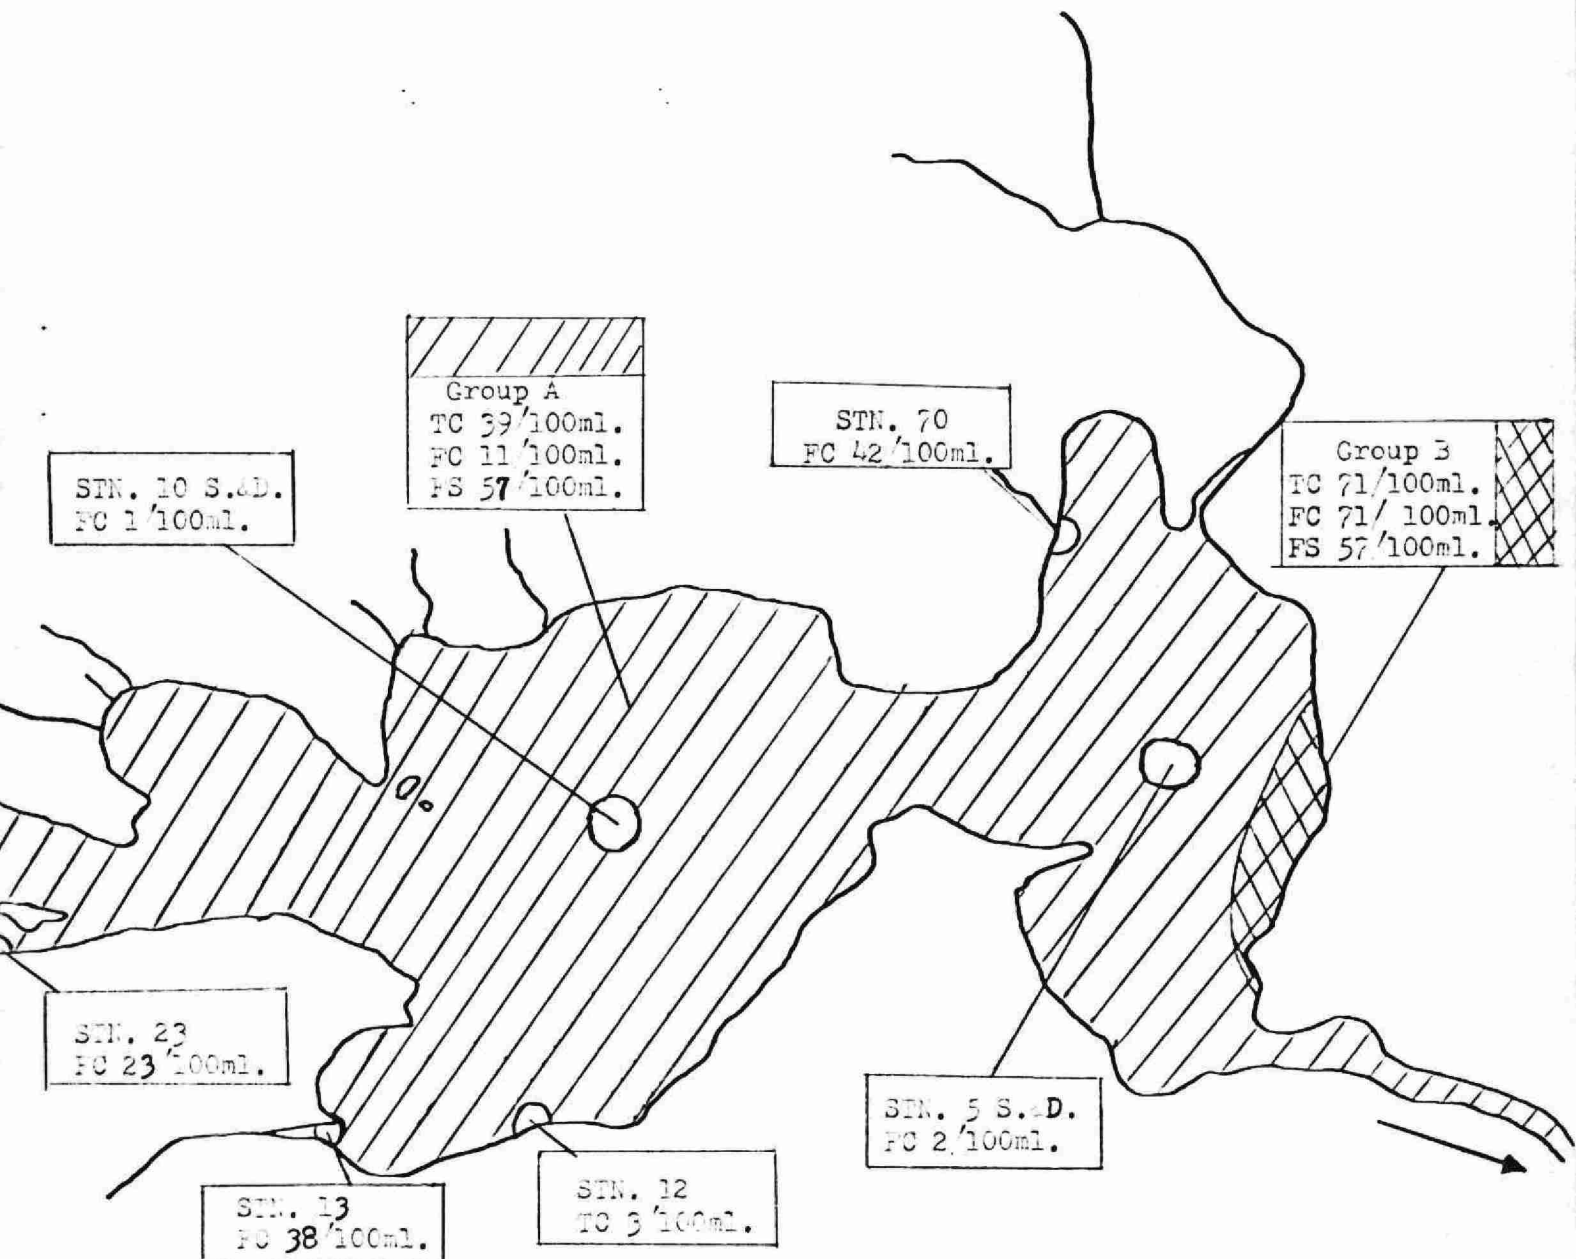 Group A
TC 39/100ml.
FC 11/100ml.
FS 57/100ml.
STN. 70
FC 42/100ml.
Group B
TC 71/100ml.
FC 71/ 100ml.
FS 57/100ml.
STN. 10 S.&D.
FC 1/100ml.
STN. 23
FC 23/100ml.
STN. 5 S.&D.
FC 2/100ml.
STN. 12
TC 3/100ml.
STN. 13
FC 38/100ml.